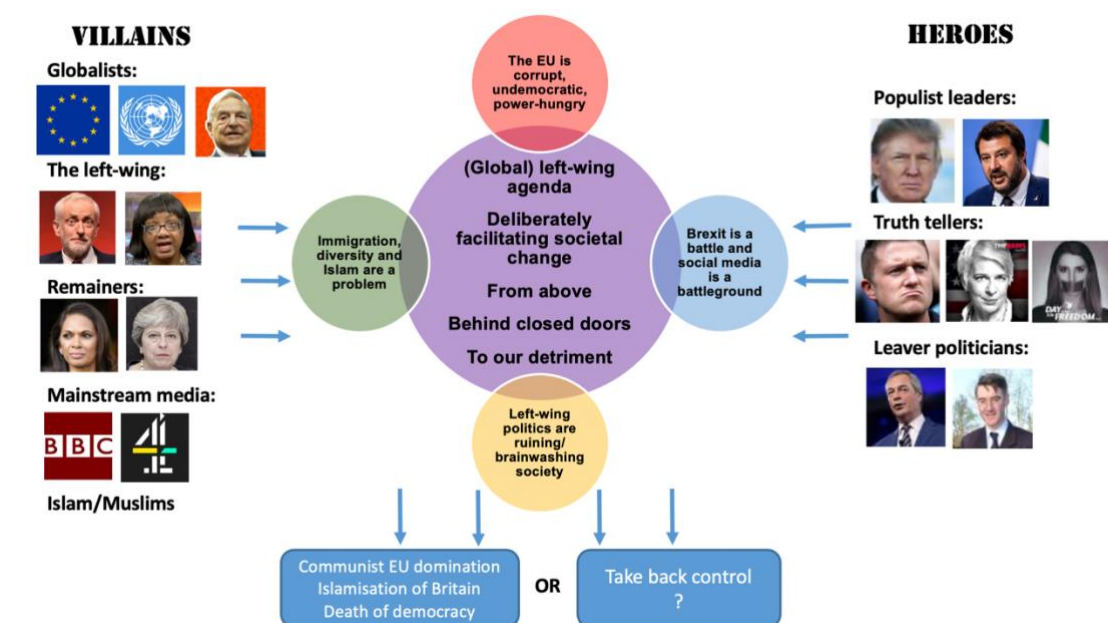 VILLAINS
Globalists:
The left-wing:
Remainers:
Mainstream media:
BBC
4
Islam/Muslims
The EU is
corrupt,
undemocratic,
power-hungry
(Global) left-wing
agenda
Deliberately
facilitating societal
change
From above
Behind closed doors
To our detriment
Immigration,
diversity and
Islam are a
problem
Brexit is a
battle and
social media
is a
battleground
Left-wing
politics are
ruining/
brainwashing
society
HEROES
Populist leaders:
Truth tellers:
DAY
FREEDOM
Leaver politicians:
Communist EU domination
Islamisation of Britain
Death of democracy
OR
Take back control
?